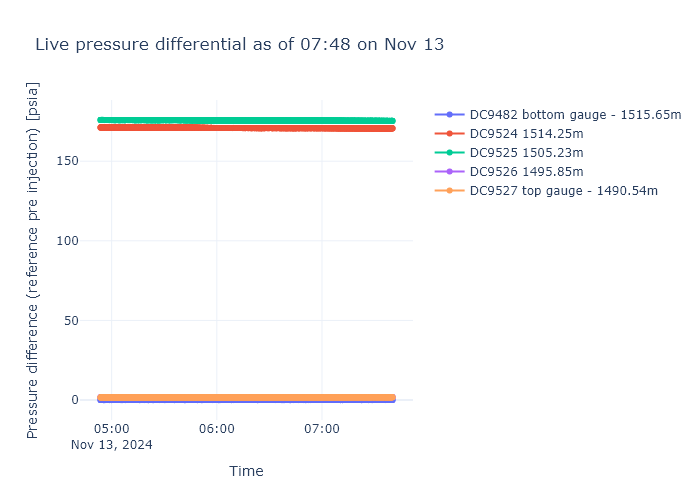 Live pressure differential as of 07:48 on Nov 13
Pressure difference (reference pre injection) [psia]
150
100
50
0
05:00
Nov 13, 2024
06:00
07:00
Time
DC9482 bottom gauge - 1515.65m
DC9524 1514.25m
DC9525 1505.23m
DC9526 1495.85m
DC9527 top gauge - 1490.54m